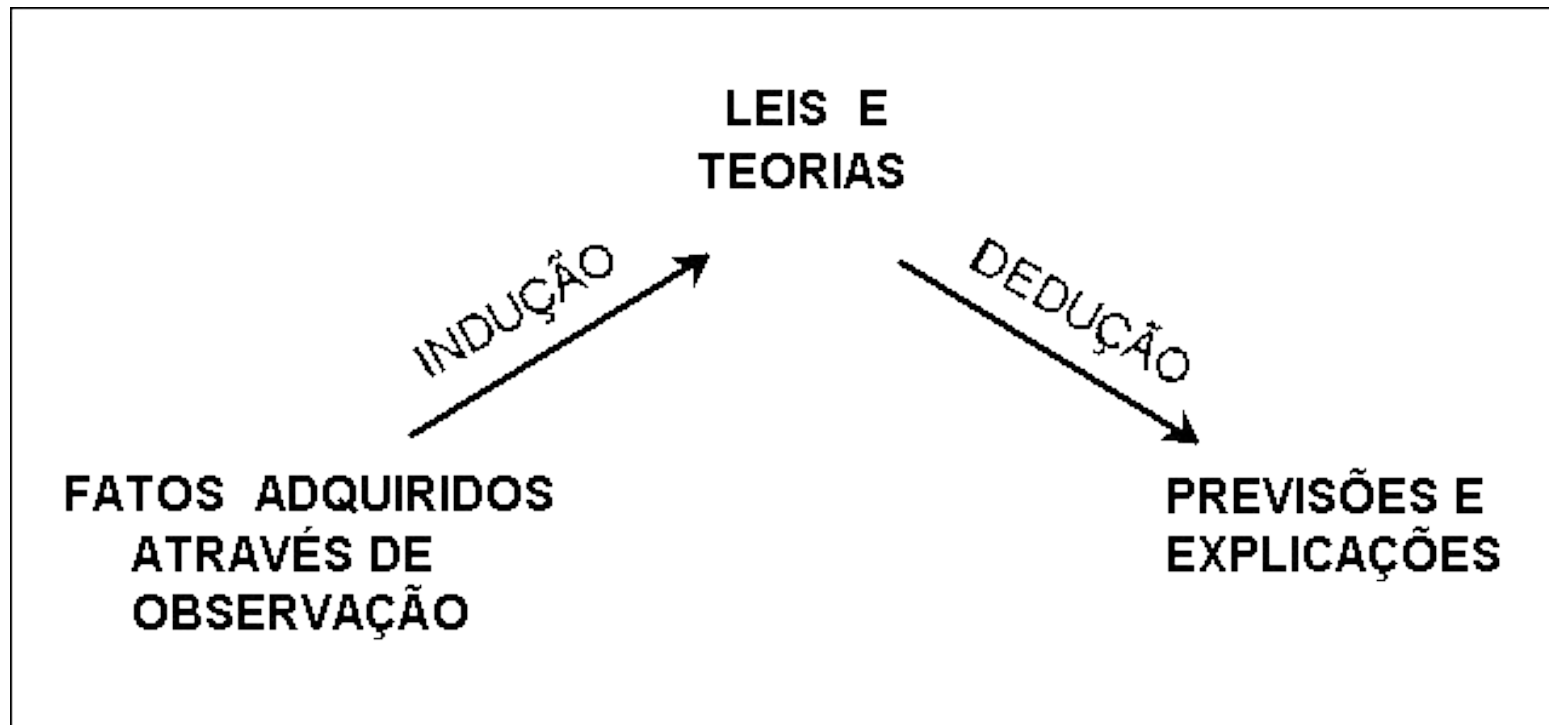 LEIS E
TEORIAS
INDUÇÃO
DEDUÇÃO
FATOS ADQUIRIDOS
ATRAVÉS DE
OBSERVAÇÃO
PREVISÕES E
EXPLICAÇÕES